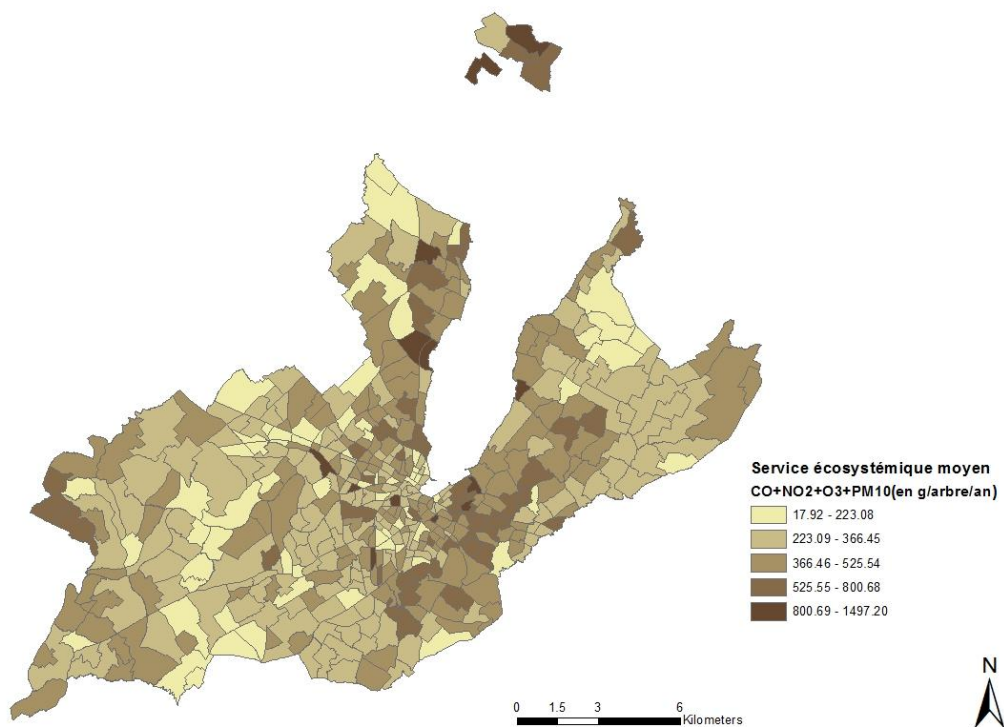 Service écosystémique moyen
CO+NO2+O3+PM10(en g/arbre/an)
17.92 - 223.08
223.09 - 366.45
366.46 - 525.54
525.55 - 800.68
800.69 - 1497.20
N
0 1.5 3 6
Kilometers